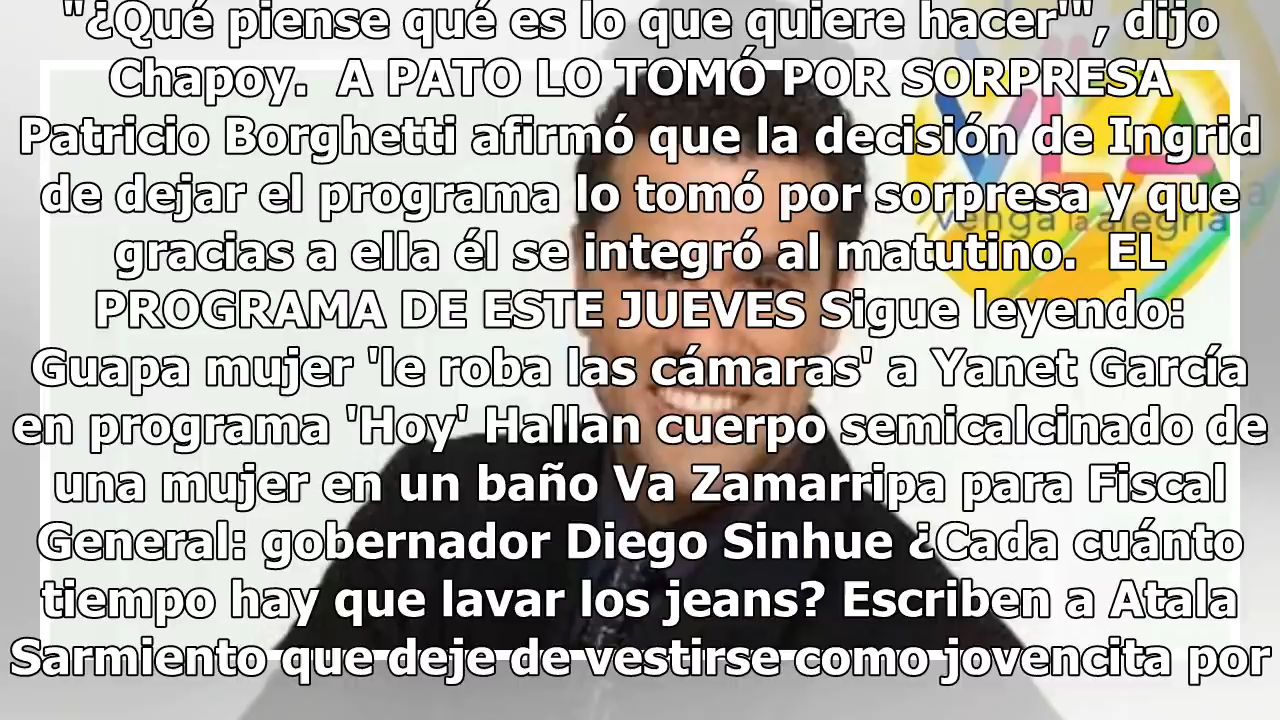 "¿Qué piense qué es lo que quiere hacer'", dijo
Chapoy.  A PATO LO TOMÓ POR SORPRESA
Patricio Borghetti afirmó que la decisión de Ingrid
de dejar el programa lo tomó por sorpresa y que
gracias a ella él se integró al matutino.  EL
PROGRAMA DE ESTE JUEVES Sigue leyendo:
Guapa mujer 'le roba las cámaras' a Yanet García
en programa 'Hoy' Hallan cuerpo semicalcinado de
una mujer en un baño Va Zamarripa para Fiscal
General: gobernador Diego Sinhue ¿Cada cuánto
tiempo hay que lavar los jeans? Escriben a Atala
Sarmiento que deje de vestirse como jovencita por
VLA
venga la alegría